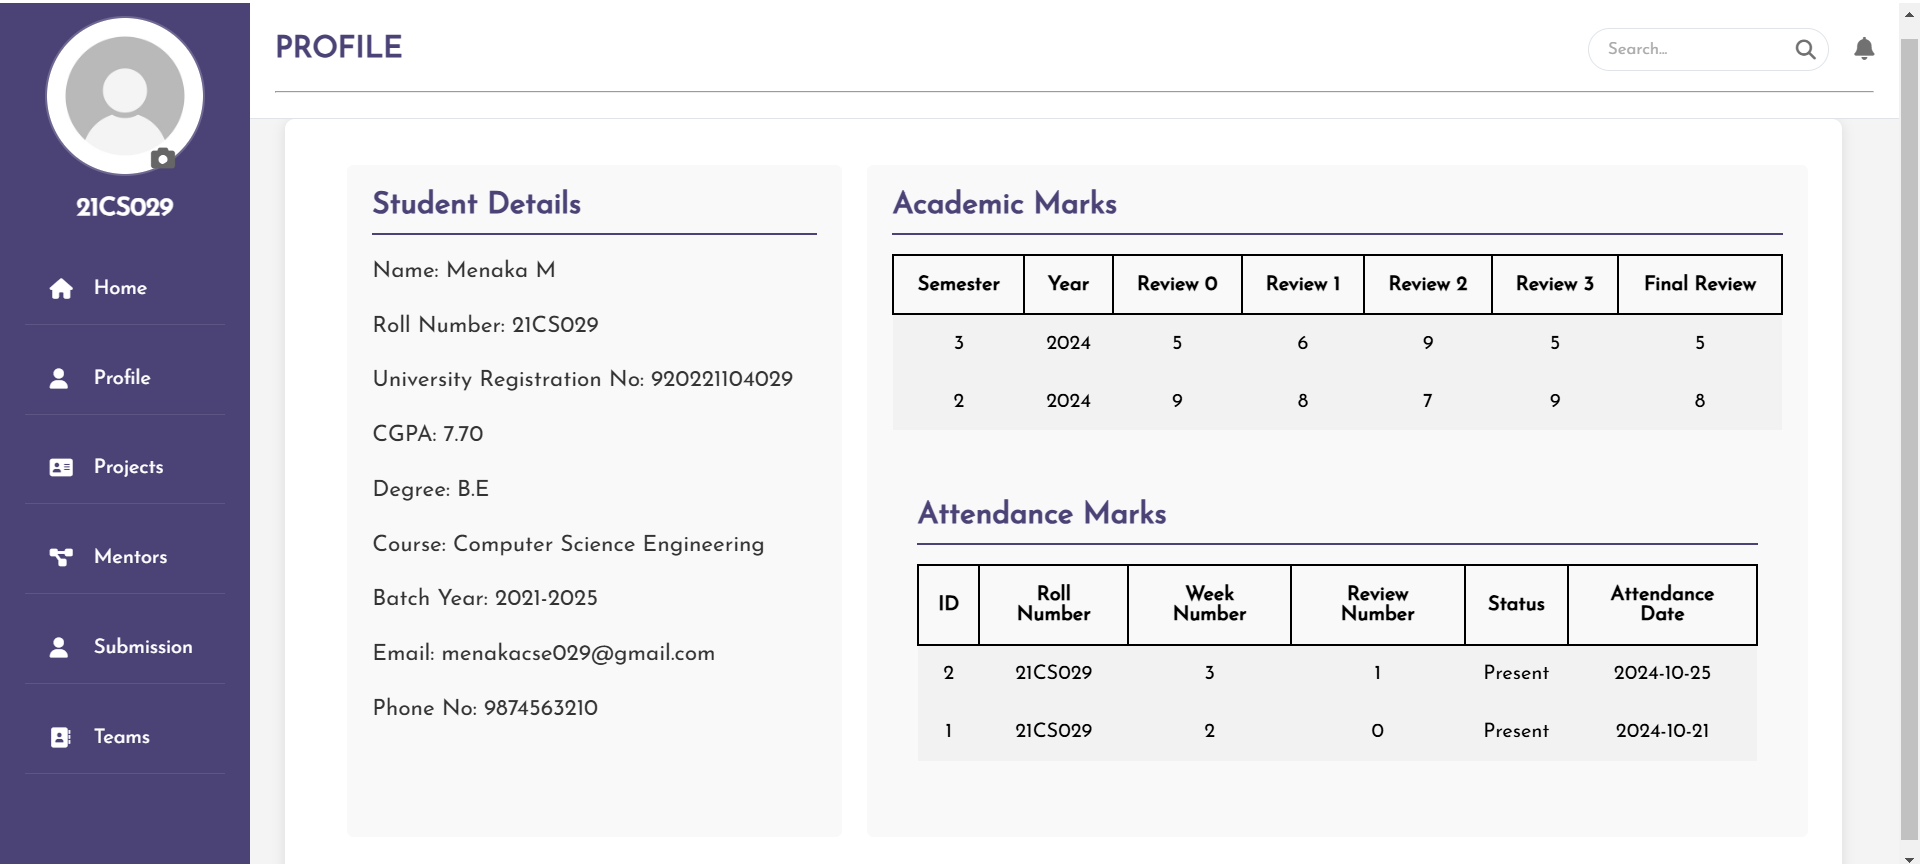 21CS029
Home
Profile
Projects
Mentors
Submission
Teams
PROFILE
Search...
Student Details
Name: Menaka M
Roll Number: 21CS029
University Registration No: 920221104029
CGPA: 7.70
Degree: B.E
Course: Computer Science Engineering
Batch Year: 2021-2025
Email: menakacse029@gmail.com
Phone No: 9874563210
Academic Marks
Semester Year Review 0 Review 1 Review 2 Review 3 Final Review
3 2024 5 6 9 5 5
2 2024 9 8 7 9 8
Attendance Marks
ID Roll Number Week Number Review Number Status Attendance Date
2 21CS029 3 1 Present 2024-10-25
1 21CS029 2 0 Present 2024-10-21